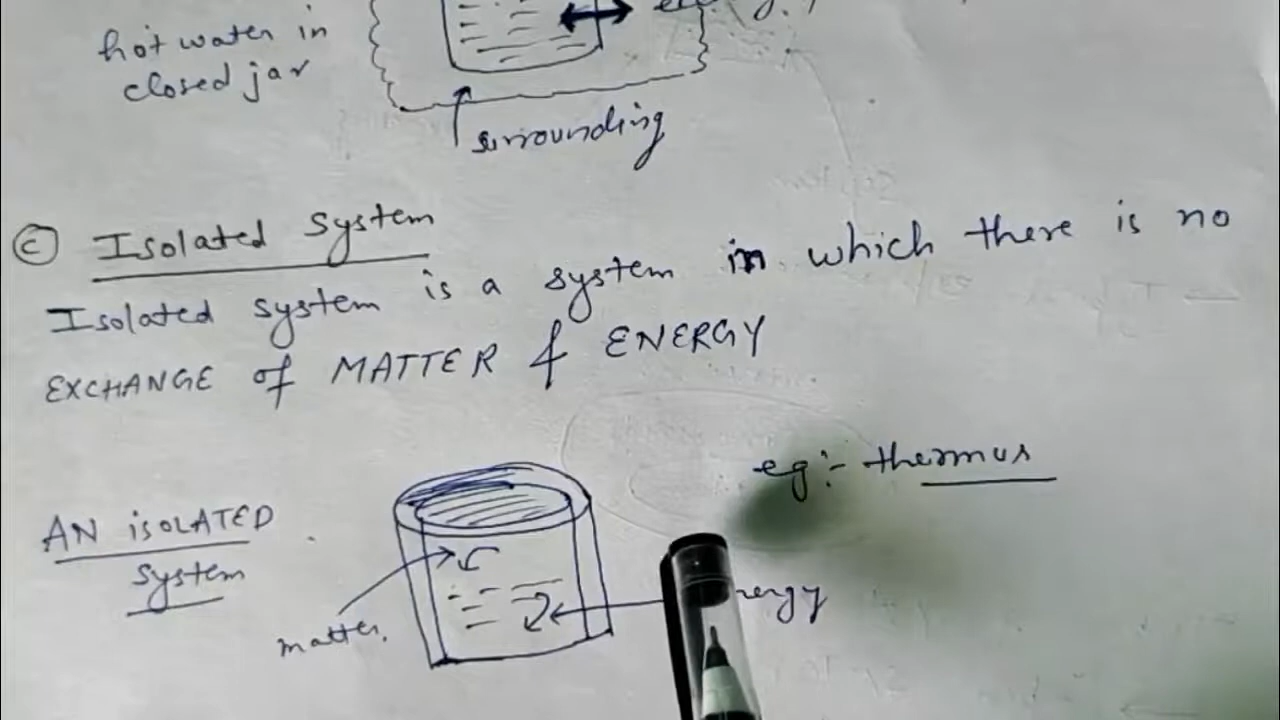 hot water in
closed jar
surrounding
(c) Isolated System
Isolated system is a system in which there is no
EXCHANGE of MATTER & ENERGY
eg:- thermus
AN iSOLATED
System
matter.